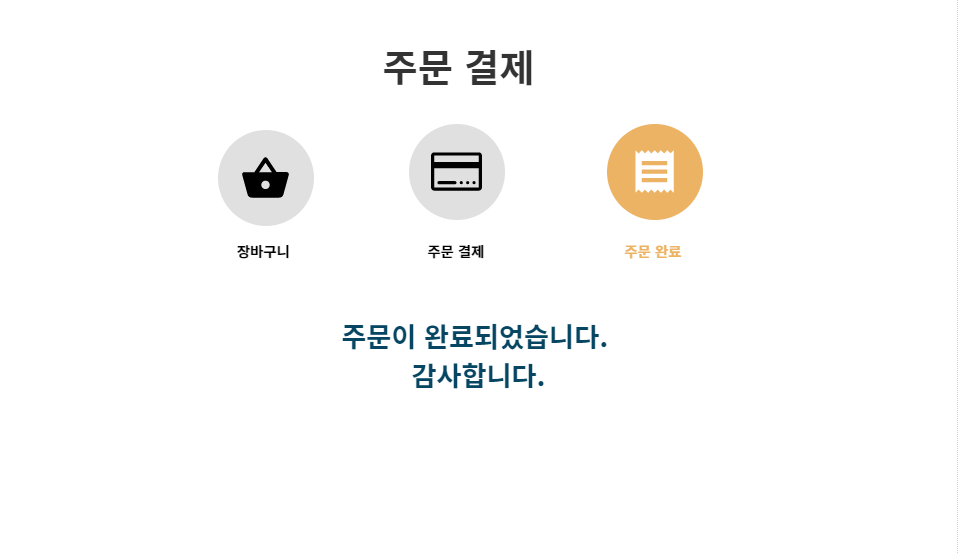 주문 결제
장바구니
주문 결제
주문 완료
주문이 완료되었습니다.
감사합니다.